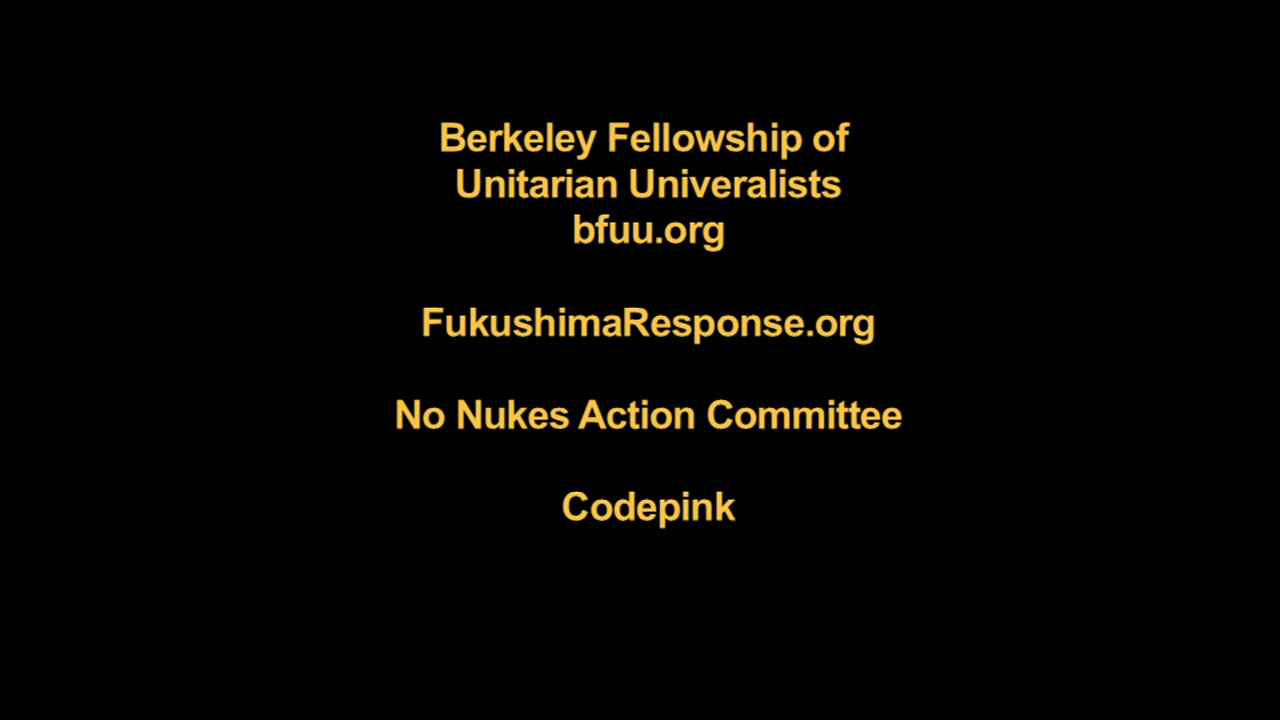 Berkeley Fellowship of
Unitarian Univeralists
bfuu.org
FukushimaResponse.org
No Nukes Action Committee
Codepink